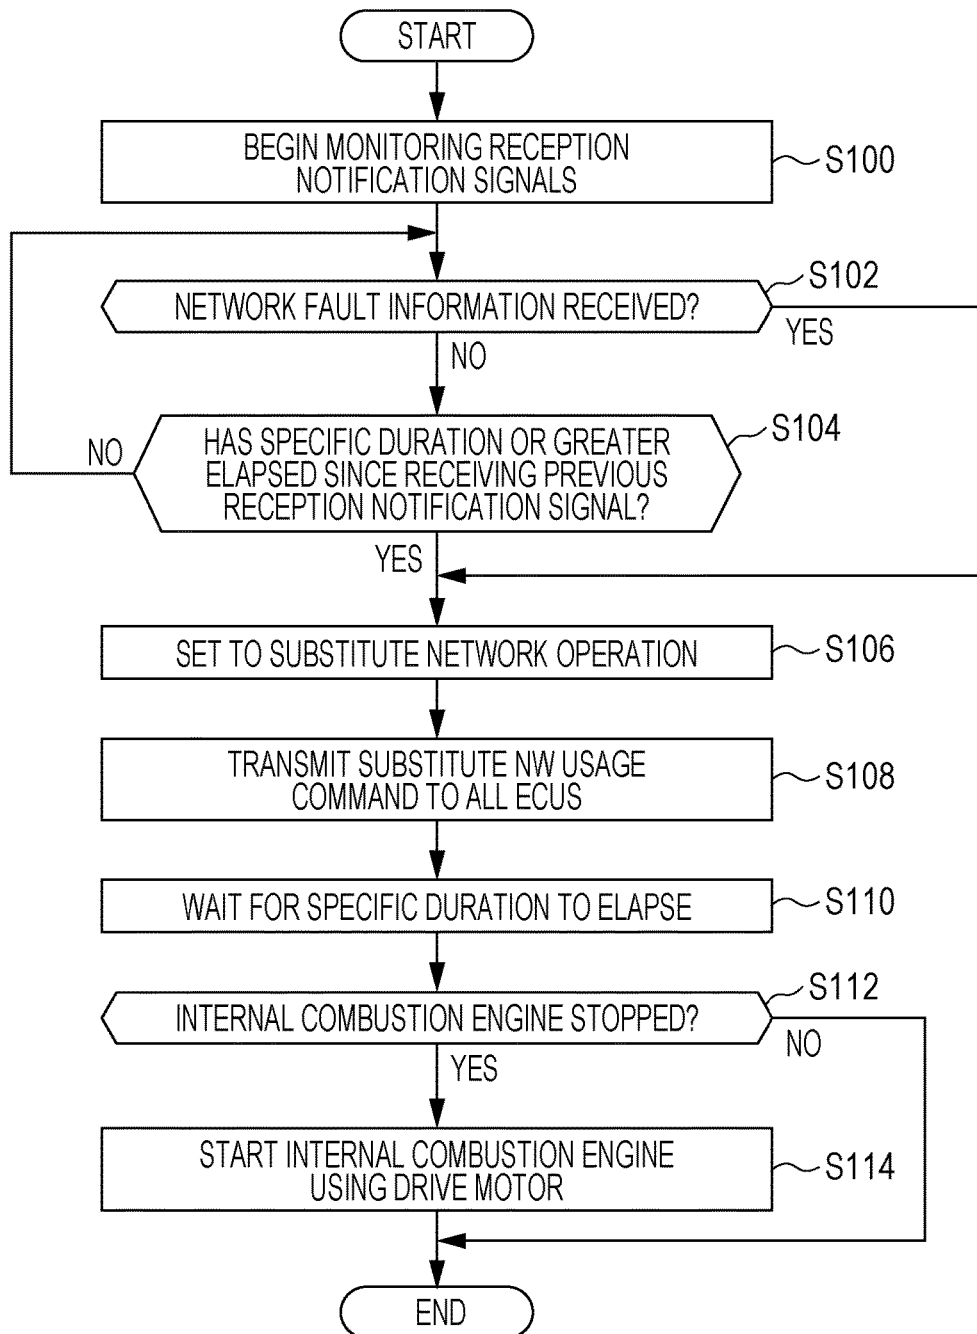 START
BEGIN MONITORING RECEPTION
NOTIFICATION SIGNALS
S100
NETWORK FAULT INFORMATION RECEIVED?
S102
YES
NO
HAS SPECIFIC DURATION OR GREATER
ELAPSED SINCE RECEIVING PREVIOUS
RECEPTION NOTIFICATION SIGNAL?
S104
NO
YES
SET TO SUBSTITUTE NETWORK OPERATION
S106
TRANSMIT SUBSTITUTE NW USAGE
COMMAND TO ALL ECUS
S108
WAIT FOR SPECIFIC DURATION TO ELAPSE
S110
INTERNAL COMBUSTION ENGINE STOPPED?
S112
NO
YES
START INTERNAL COMBUSTION ENGINE
USING DRIVE MOTOR
S114
END